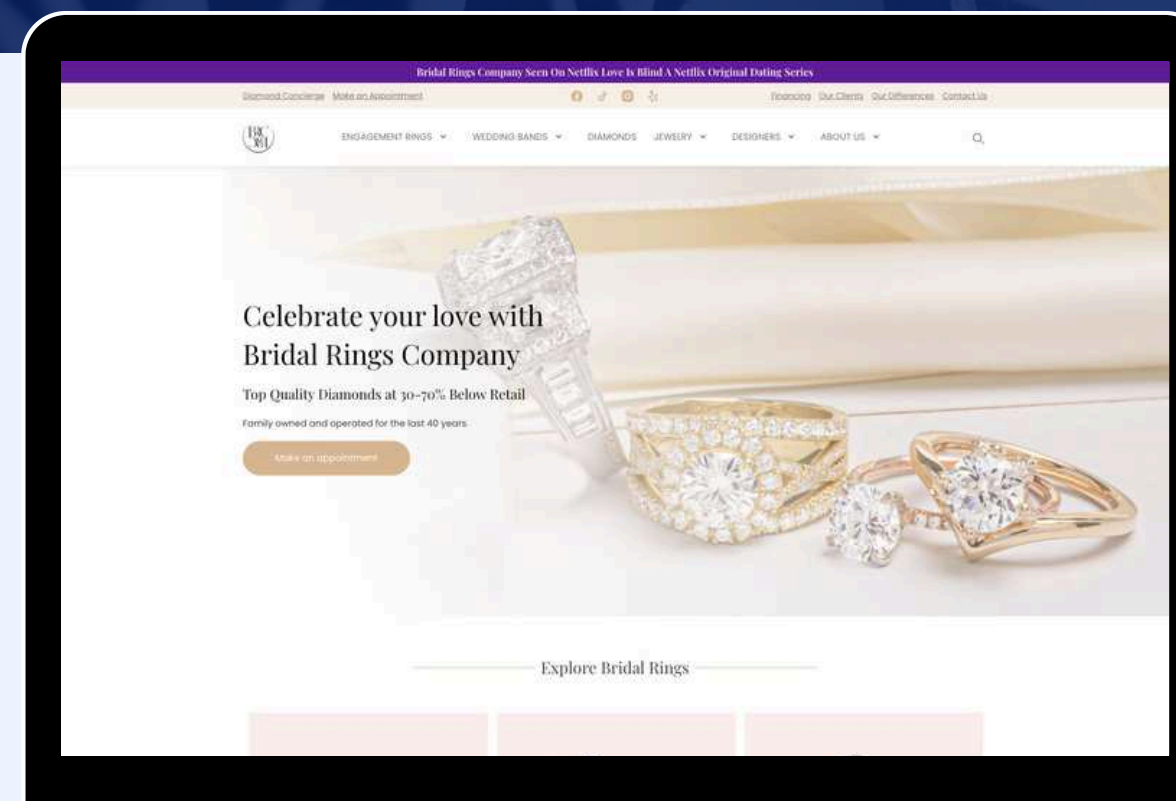 Bridal Rings Company Seen On Netflix Love Is Blind A Netflix Original Dating Series
Diamond Concierge Make an Appointment
Financing Our Clients Our Differences Contact Us
ENGAGEMENT RINGS WEDDING BANDS DIAMONDS JEWELRY DESIGNERS ABOUT US
Celebrate your love with
Bridal Rings Company
Top Quality Diamonds at 30-70% Below Retail
Family owned and operated for the last 40 years
Make an appointment
Explore Bridal Rings